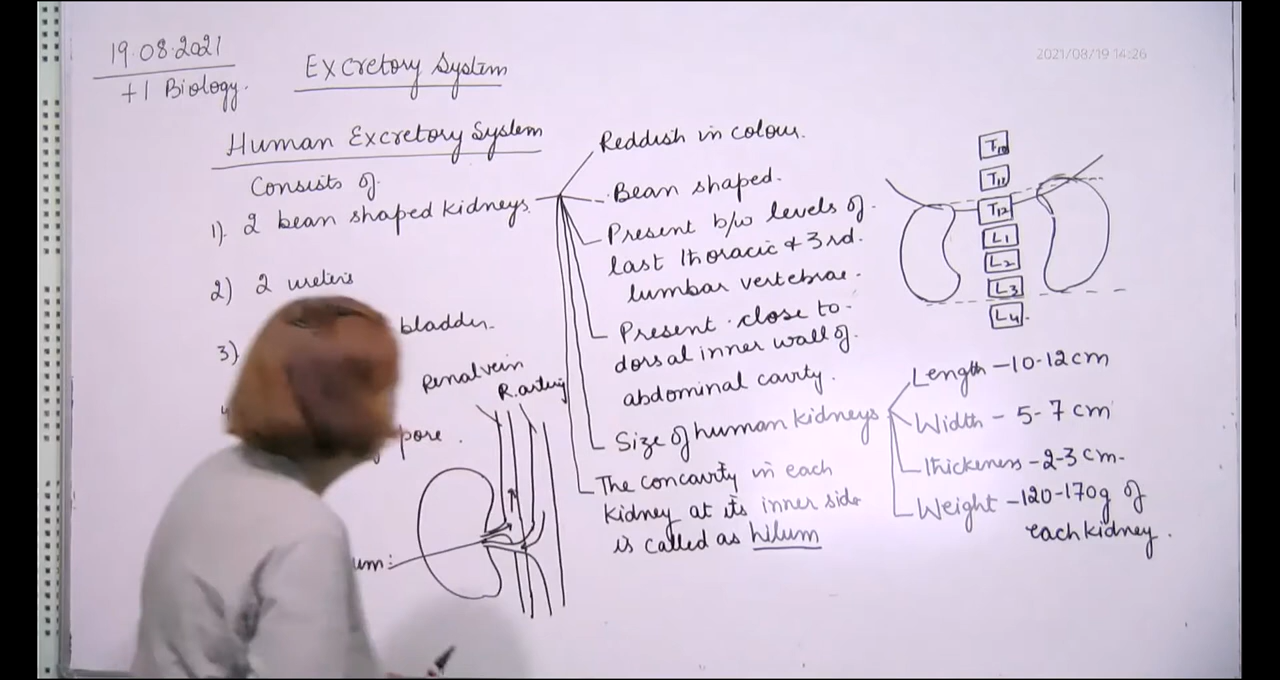 19.08.2021
+1 Biology.
Excretory System
2021/08/19 14:26
Human Excretory System
Consists of
1). 2 bean shaped kidneys
2) 2 ureters
3)
bladder
pore.
Reddish in colour.
Bean shaped.
Present b/w levels of
last thoracic & 3rd
lumbar vertebrae.
Present close to
dorsal inner wall of
abdominal cavity.
Size of human kidneys
Length - 10-12 cm
Width - 5-7 cm
Thickness - 2-3 cm
Weight - 120-170g of
each kidney.
The concavity in each
kidney at its inner side
is called as hilum
Renal vein
R. artery
um:
T10
T11
T12
L1
L2
L3
L4